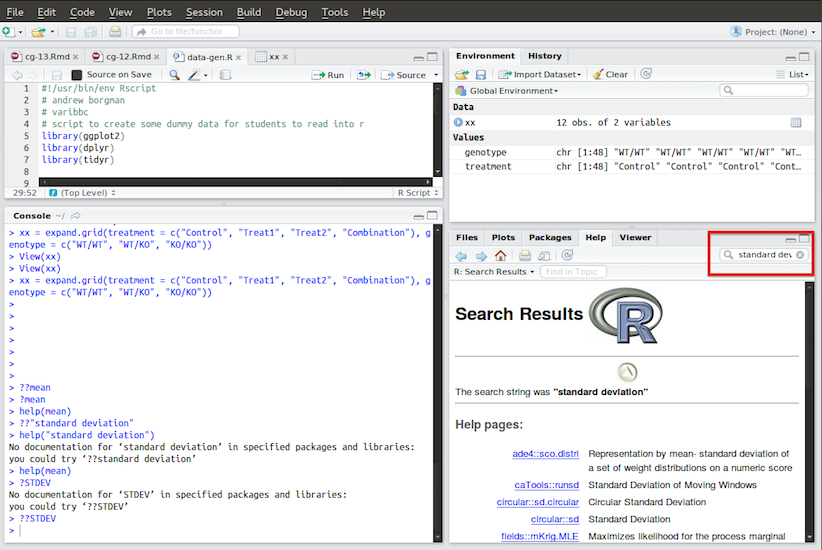 File Edit Code View Plots Session Build Debug Tools Help
Go to file/function
Project: (None)
cg-13.Rmd
cg-12.Rmd
data-gen.R
xx
Source on Save
Run
Source
1 #!/usr/bin/env Rscript
2 # andrew borgman
3 # varibbc
4 # script to create some dummy data for students to read into r
5 library(ggplot2)
6 library(dplyr)
7 library(tidyr)
8
9
29:52
(Top Level)
R Script
Console ~/
> xx = expand.grid(treatment = c("Control", "Treat1", "Treat2", "Combination"), g
enotype = c("WT/WT", "WT/KO", "KO/KO"))
> View(xx)
> View(xx)
> xx = expand.grid(treatment = c("Control", "Treat1", "Treat2", "Combination"), g
enotype = c("WT/WT", "WT/KO", "KO/KO"))
>
>
>
>
>
>
> ??mean
> ?mean
> help(mean)
> ??"standard deviation"
> help("standard deviation")
No documentation for ‘standard deviation’ in specified packages and libraries:
you could try ‘??standard deviation’
> help(mean)
> ?STDEV
No documentation for ‘STDEV’ in specified packages and libraries:
you could try ‘??STDEV’
> ??STDEV
>
Environment History
Import Dataset
Clear
List
Global Environment
Data
xx 12 obs. of 2 variables
Values
genotype chr [1:48] "WT/WT" "WT/WT" "WT/WT" "WT/WT" "WT…
treatment chr [1:48] "Control" "Control" "Control" "Cont…
Files Plots Packages Help Viewer
standard dev
R: Search Results
Find in Topic
Search Results
R
The search string was "standard deviation"
Help pages:
ade4::sco.distri Representation by mean- standard deviation of
a set of weight distributions on a numeric score
caTools::runsd Standard Deviation of Moving Windows
circular::sd.circular Circular Standard Deviation
circular::sd Standard Deviation
fields::mKrig.MLE Maximizes likelihood for the process marginal